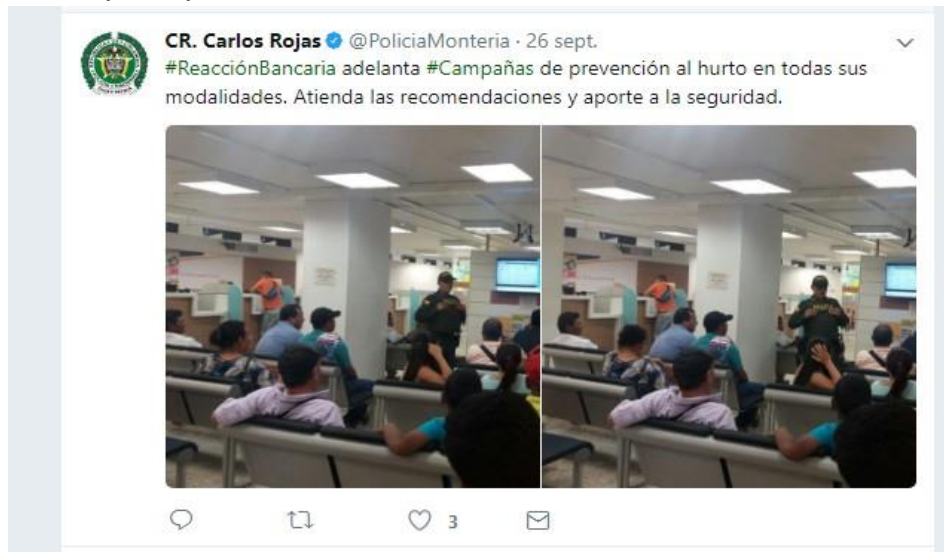 CR. Carlos Rojas @PoliciaMonteria · 26 sept.
#ReacciónBancaria adelanta #Campañas de prevención al hurto en todas sus
modalidades. Atienda las recomendaciones y aporte a la seguridad.
3